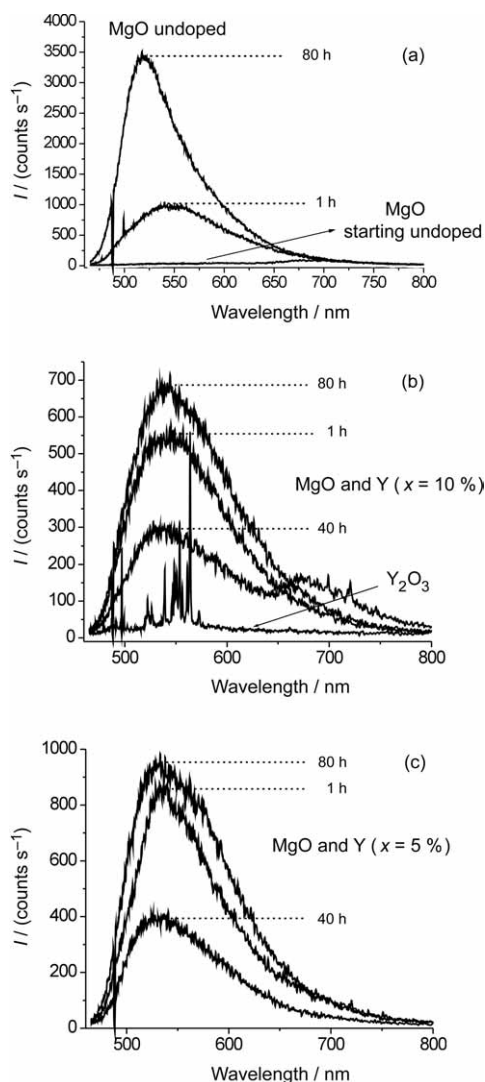 MgO undoped
4000
3500
3000
2500
2000
1500
1000
500
0
I / (counts s⁻¹)
80 h
(a)
1 h
MgO
starting undoped
500 550 600 650 700 750 800
Wavelength / nm
700
600
500
400
300
200
100
0
I / (counts s⁻¹)
80 h
(b)
1 h
MgO and Y ( x = 10 %)
40 h
Y₂O₃
500 600 700 800
Wavelength / nm
1000
800
600
400
200
0
I / (counts s⁻¹)
80 h
(c)
1 h
MgO and Y ( x = 5 %)
40 h
500 600 700 800
Wavelength / nm